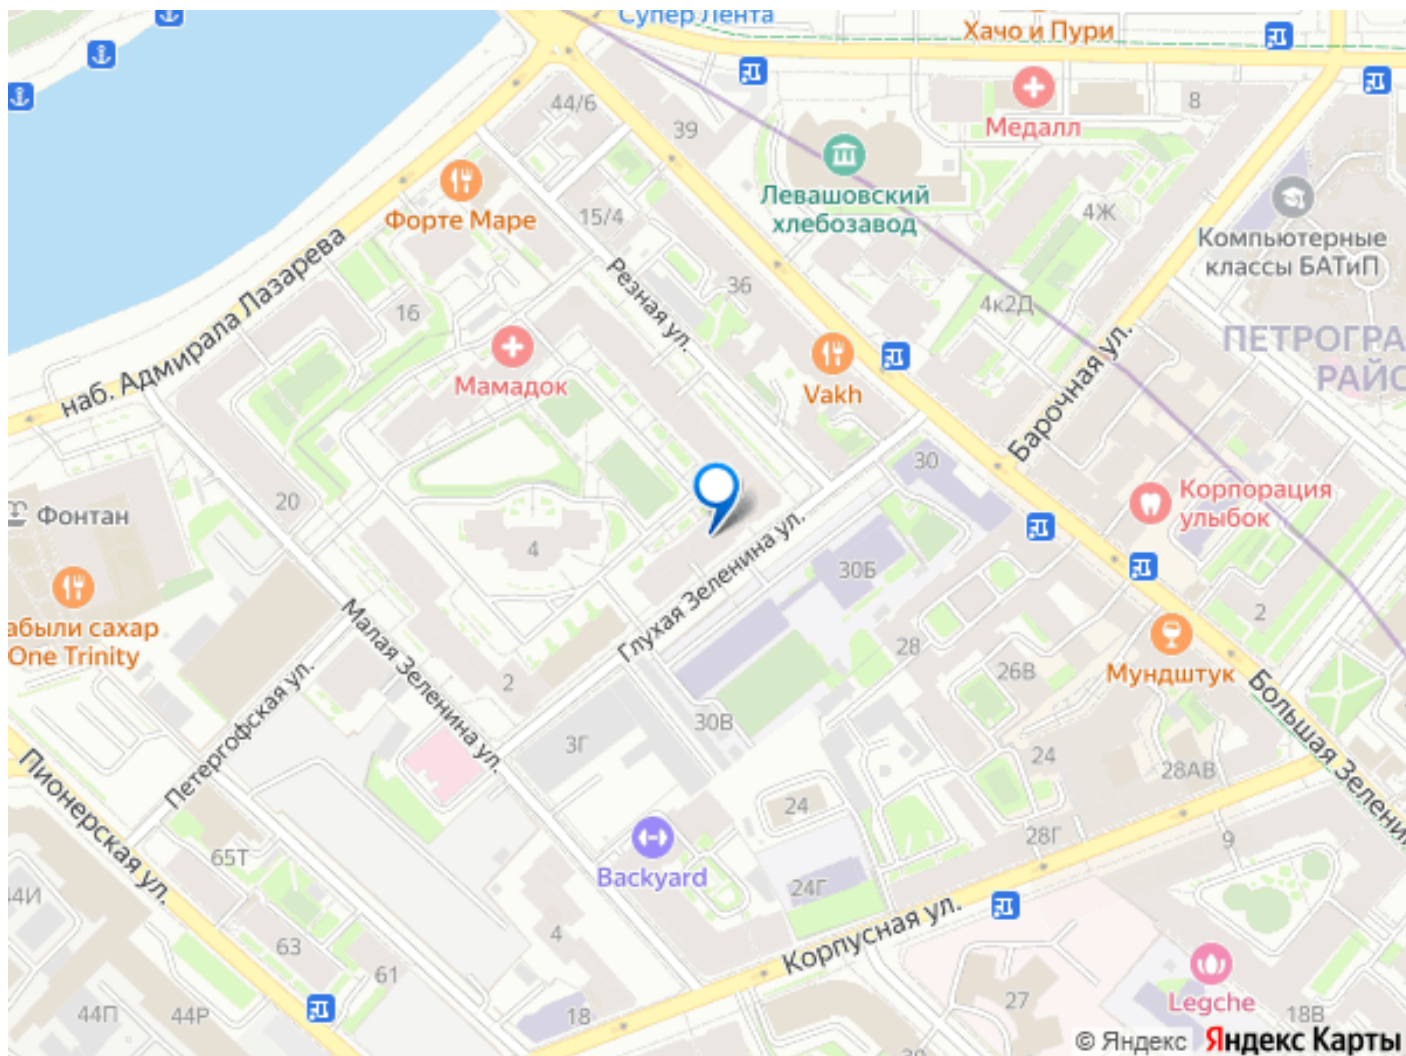 Супер Лента
Хачо и Пури
44/6
39
8
Медалл
Форте Маре
15/4
Левашовский
хлебозавод
4Ж
Компьютерные
классы БАТиП
наб. Адмирала Лазарева
16
Резная ул.
36
4к2Д
ПЕТРОГРА
РАЙО
Мамадок
Vakh
Барочная ул.
20
30
Корпорация
улыбок
Фонтан
4
Глухая Зеленина ул.
30Б
абыли сахар
One Trinity
Малая Зеленина ул.
2
28
26В
2
Мундштук
Петергофская ул.
2
30В
3Г
24
28АВ
Большая Зелени
Пионерская ул.
65Т
24
28Г
9
Backyard
24Г
44И
63
4
61
Корпусная ул.
27
Legche
18В
44П
44Р
18
© Яндекс Яндекс Карты